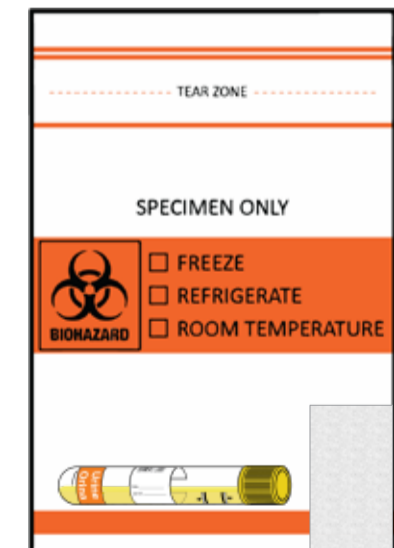 TEAR ZONE
SPECIMEN ONLY
FREEZE
REFRIGERATE
ROOM TEMPERATURE
BIOHAZARD
Urine